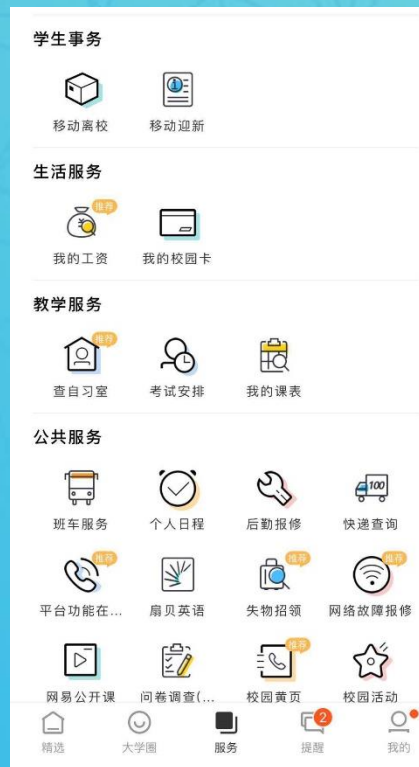 学生事务
移动离校 移动迎新
生活服务
推荐
我的工资 我的校园卡
教学服务
推荐
查自习室 考试安排 我的课表
公共服务
100
班车服务 个人日程 后勤报修 快递查询
推荐 推荐 推荐
平台功能在... 扇贝英语 失物招领 网络故障报修
推荐
网易公开课 问卷调查(... 校园黄页 校园活动
2
精选 大学圈 服务 提醒 我的